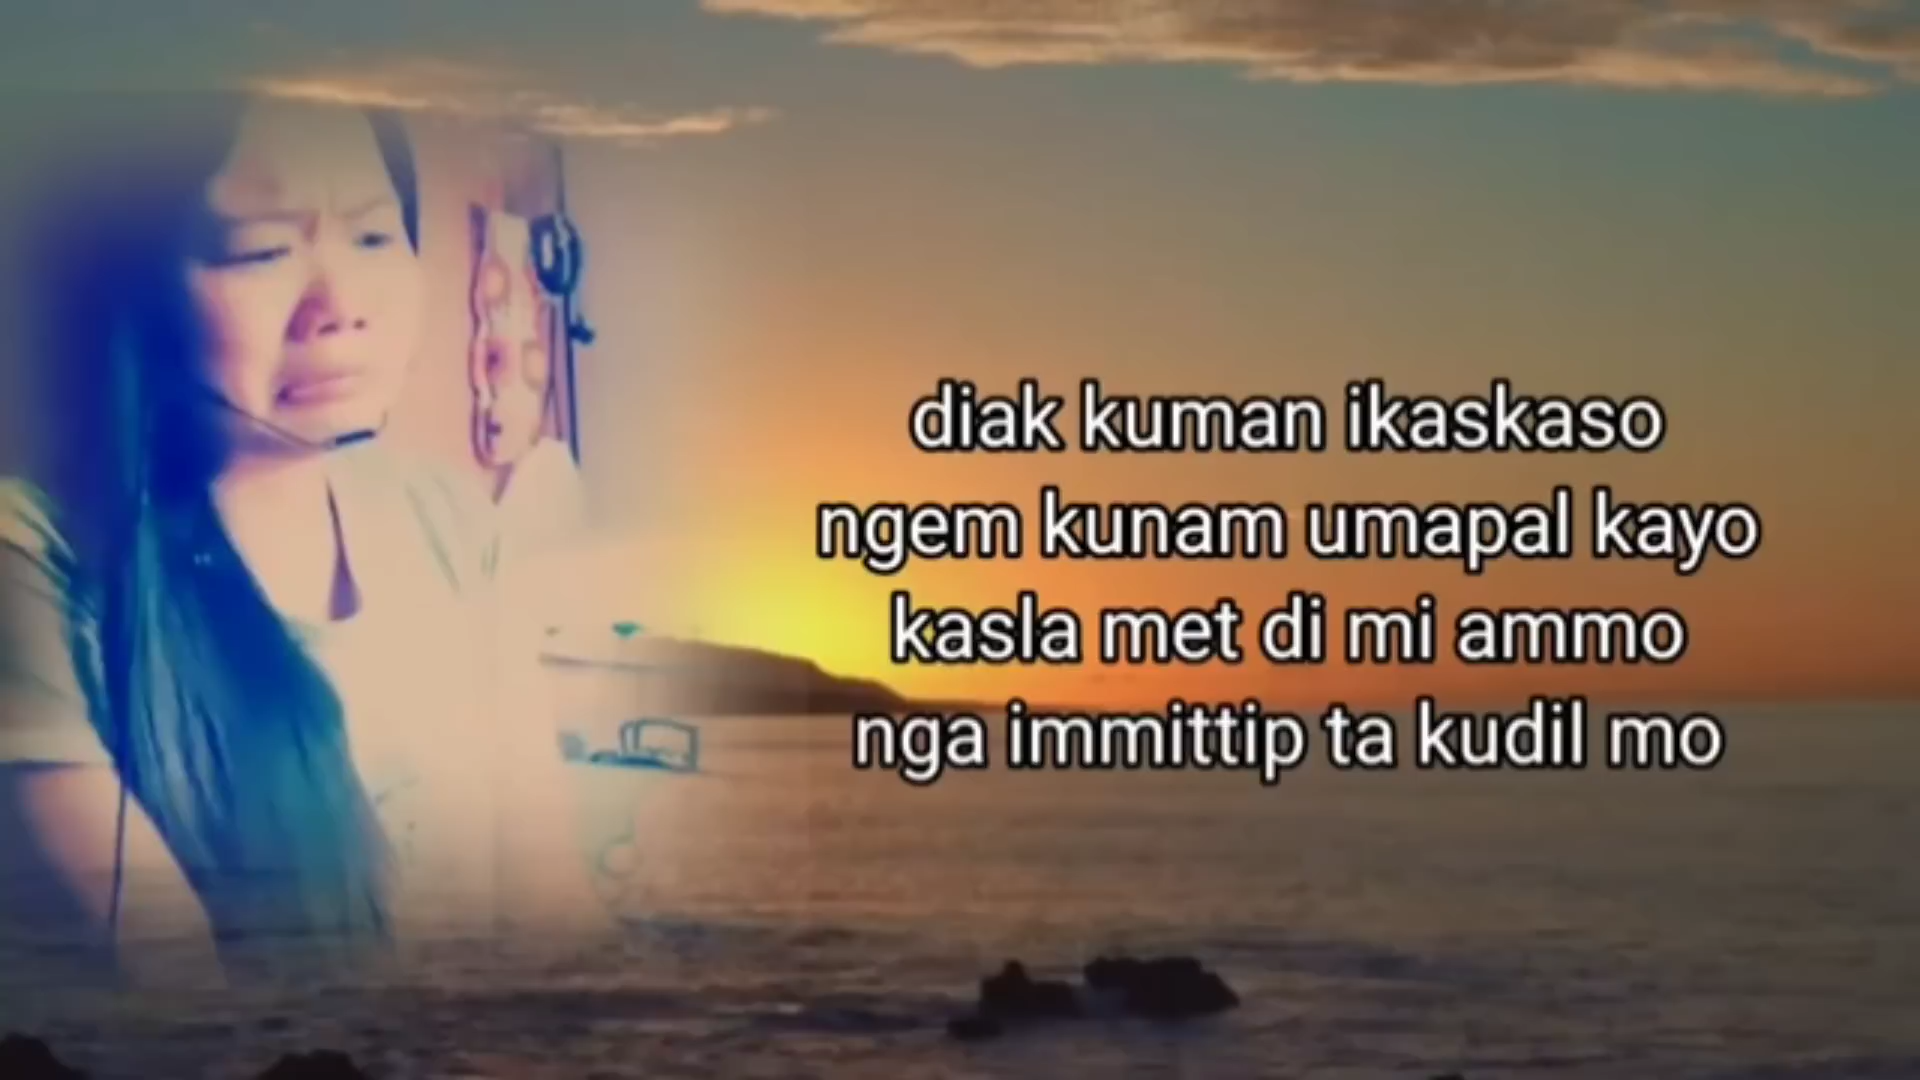 diak kuman ikaskaso
ngem kunam umapal kayo
kasla met di mi ammo
nga immittip ta kudil mo